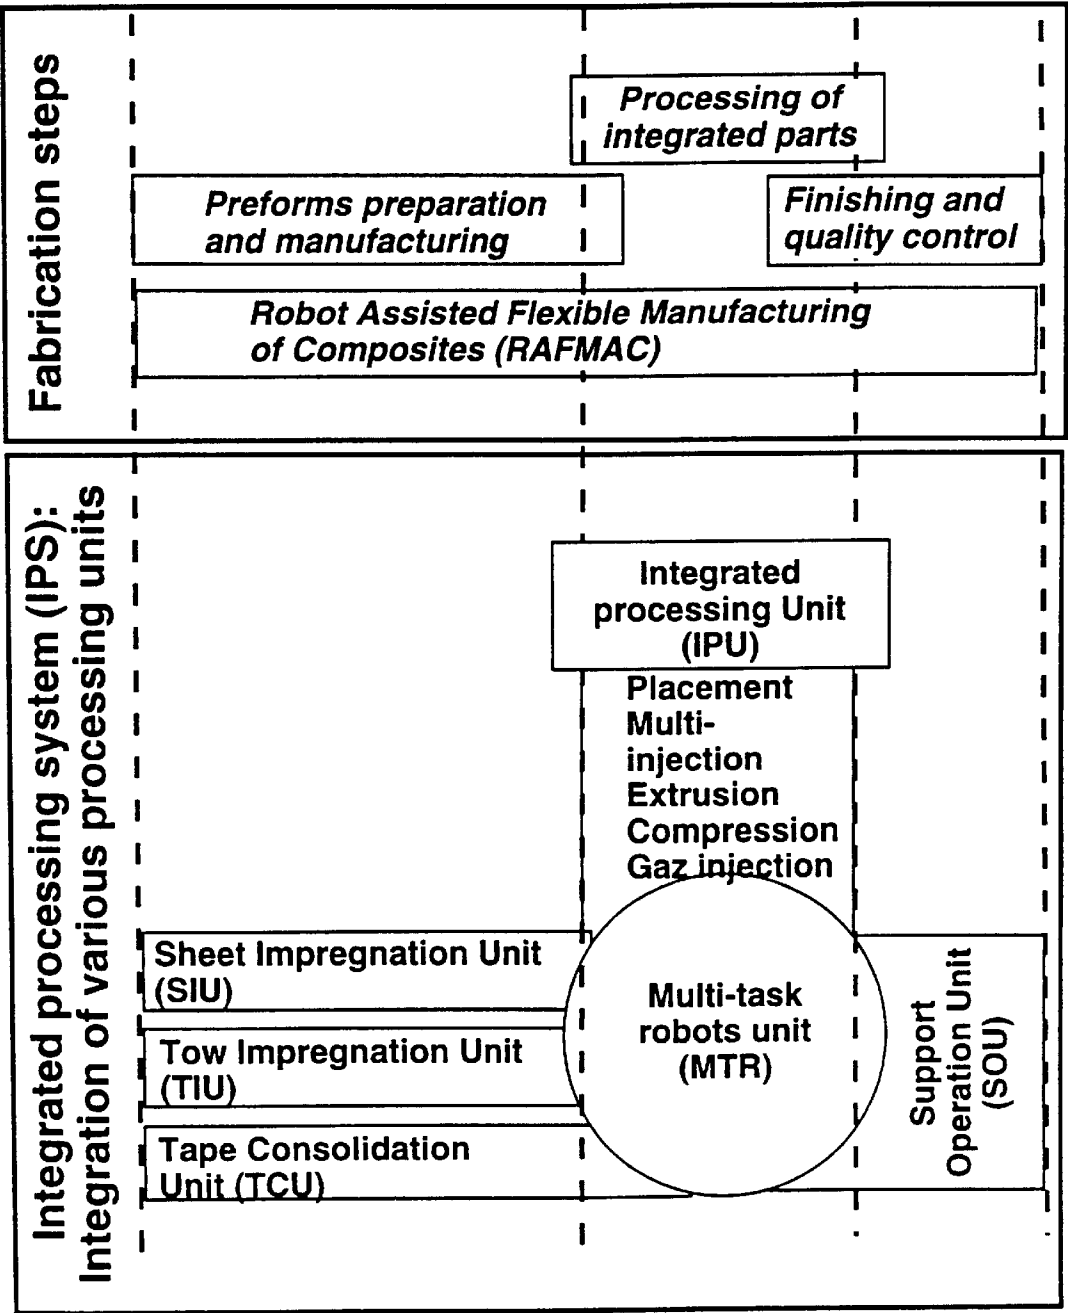 Fabrication steps
Processing of
integrated parts
Preforms preparation
and manufacturing
Finishing and
quality control
Robot Assisted Flexible Manufacturing
of Composites (RAFMAC)
Integrated processing system (IPS):
Integration of various processing units
Integrated
processing Unit
(IPU)
Placement
Multi-
injection
Extrusion
Compression
Gaz injection
Sheet Impregnation Unit
(SIU)
Tow Impregnation Unit
(TIU)
Tape Consolidation
Unit (TCU)
Multi-task
robots unit
(MTR)
Support
Operation Unit
(SOU)